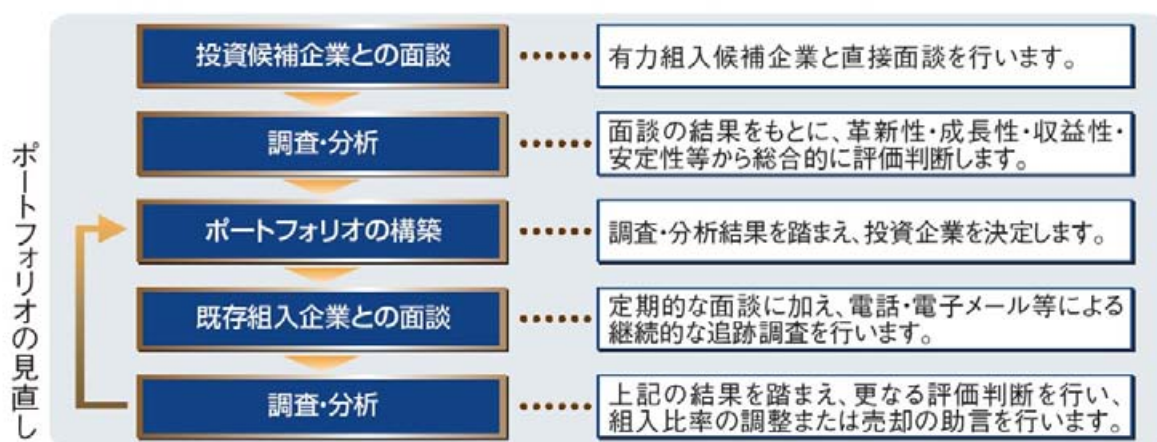 投資候補企業との面談
有力組入候補企業と直接面談を行います。
調査・分析
面談の結果をもとに、革新性・成長性・収益性・
安定性等から総合的に評価判断します。
ポートフォリオの構築
調査・分析結果を踏まえ、投資企業を決定します。
既存組入企業との面談
定期的な面談に加え、電話・電子メール等による
継続的な追跡調査を行います。
調査・分析
上記の結果を踏まえ、更なる評価判断を行い、
組入比率の調整または売却の助言を行います。
ポートフォリオの見直し